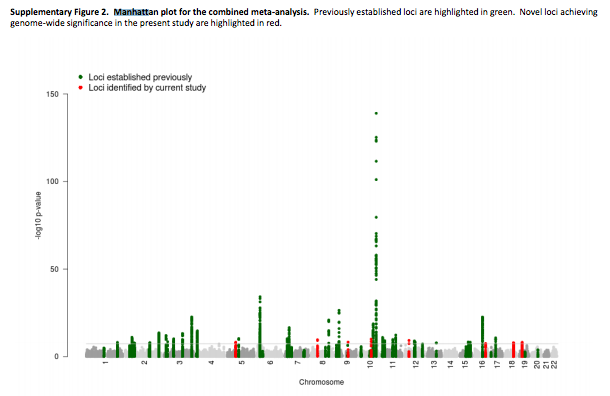 Supplementary Figure 2. Manhattan plot for the combined meta-analysis. Previously established loci are highlighted in green. Novel loci achieving
genome-wide significance in the present study are highlighted in red.
Loci established previously
Loci identified by current study
150
100
50
0
-log10 p-value
1 2 3 4 5 6 7 8 9 10 11 12 13 14 15 16 17 18 19 20 21 22
Chromosome